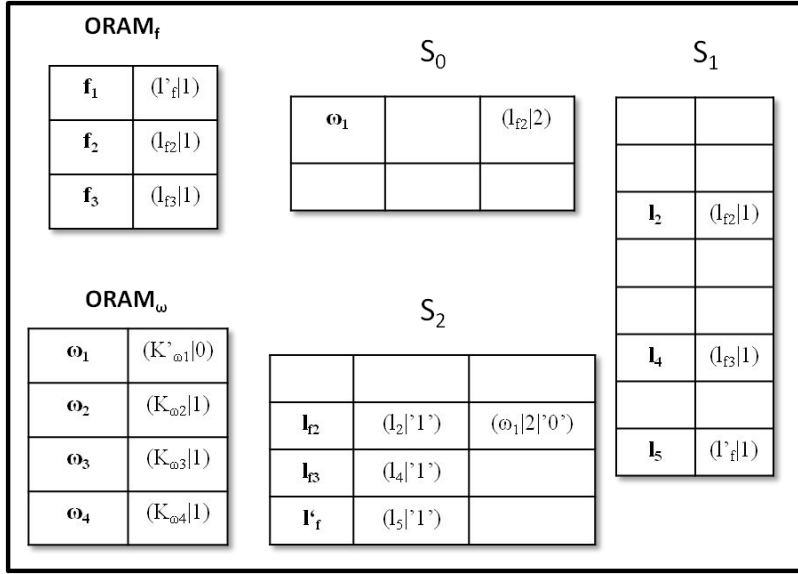 ORAMf
f1 (l’f|1)
f2 (lf2|1)
f3 (lf3|1)
S0
ω1 (lf2|2)
S1
l2 (lf2|1)
l4 (lf3|1)
l5 (l’f|1)
ORAMω
ω1 (K’ω1|0)
ω2 (Kω2|1)
ω3 (Kω3|1)
ω4 (Kω4|1)
S2
lf2 (l2|’1’) (ω1|2|’0’)
lf3 (l4|’1’)
l‘f (l5|’1’)